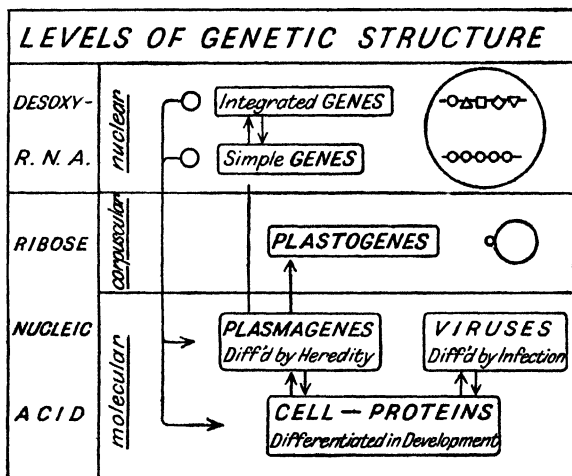 LEVELS OF GENETIC STRUCTURE
DESOXY-
R.N.A.
nuclear
Integrated GENES
Simple GENES
RIBOSE
corpuscular
PLASTOGENES
NUCLEIC
ACID
molecular
PLASMAGENES
Diff'd by Heredity
VIRUSES
Diff'd by Infection
CELL — PROTEINS
Differentiated in Development